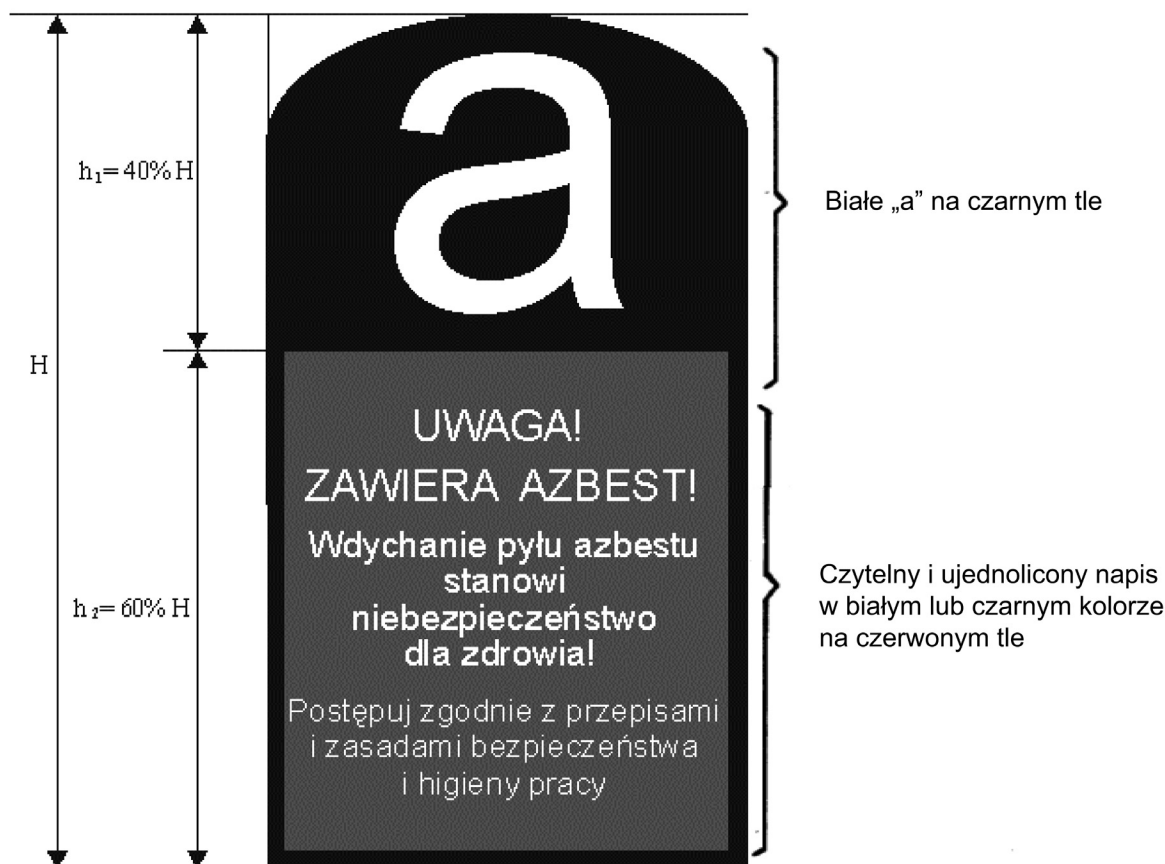 H
h₁= 40% H
h₂= 60% H
a
UWAGA!
ZAWIERA AZBEST!
Wdychanie pyłu azbestu
stanowi
niebezpieczeństwo
dla zdrowia!
Postępuj zgodnie z przepisami
i zasadami bezpieczeństwa
i higieny pracy
Białe „a” na czarnym tle
Czytelny i ujednolicony napis
w białym lub czarnym kolorze
na czerwonym tle